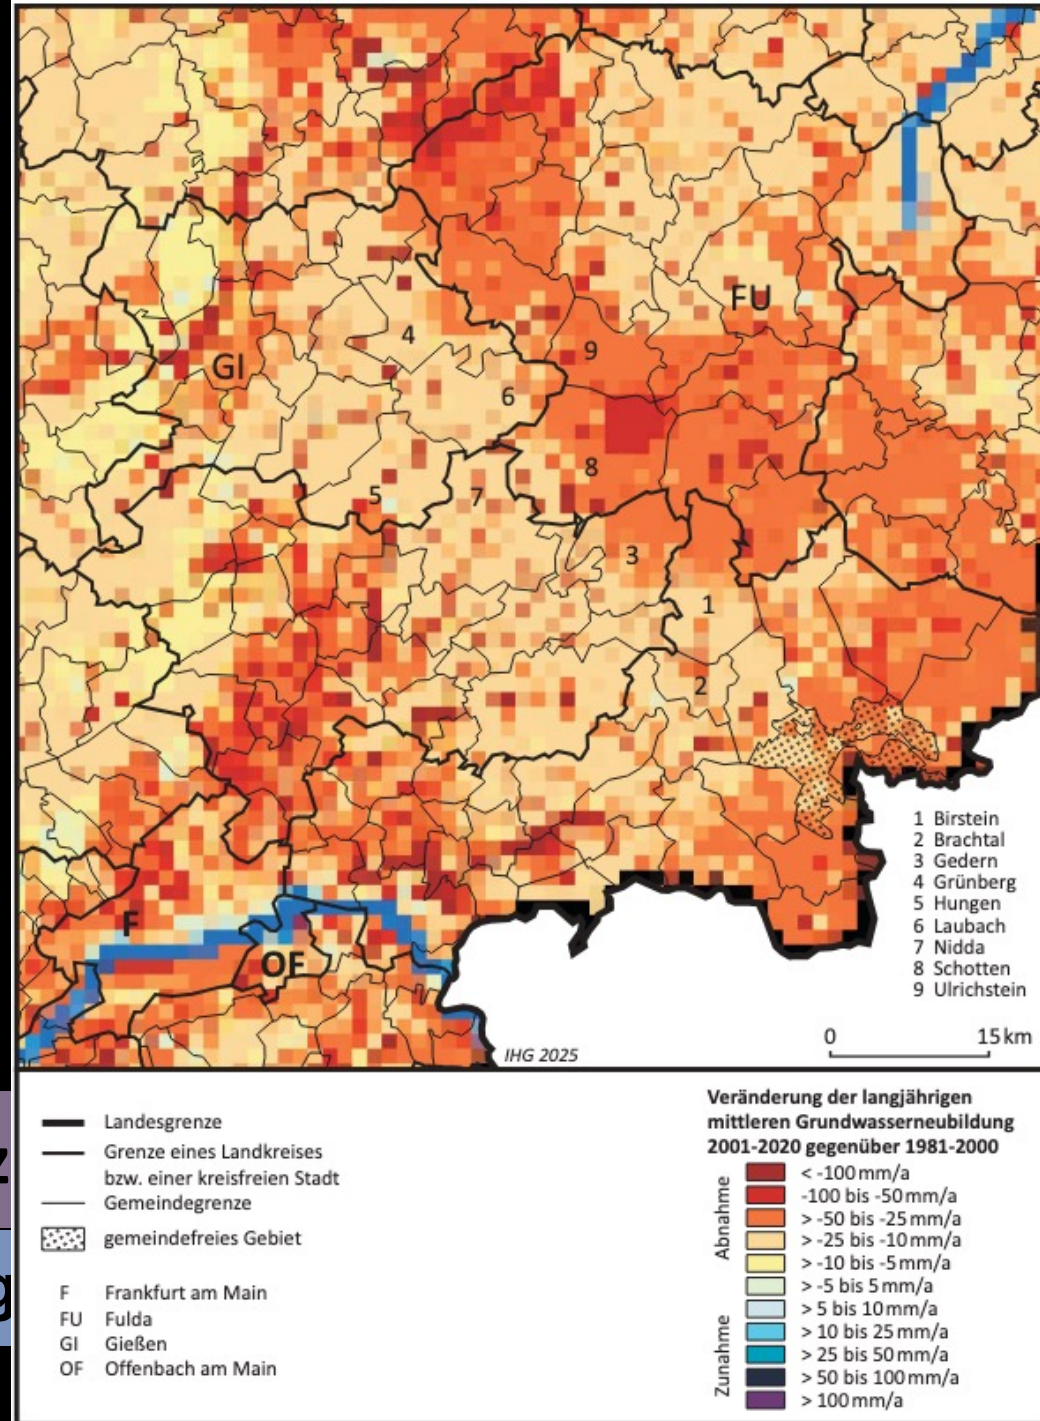 FU
9
4
GI
6
8
5
7
3
1
2
F
OF
1 Birstein
2 Brachtal
3 Gedern
4 Grünberg
5 Hungen
6 Laubach
7 Nidda
8 Schotten
9 Ulrichstein
0 15 km
IHG 2025
Landesgrenze
Grenze eines Landkreises
bzw. einer kreisfreien Stadt
Gemeindegrenze
gemeindefreies Gebiet
F Frankfurt am Main
FU Fulda
GI Gießen
OF Offenbach am Main
Veränderung der langjährigen
mittleren Grundwasserneubildung
2001-2020 gegenüber 1981-2000
Abnahme
< -100 mm/a
-100 bis -50 mm/a
> -50 bis -25 mm/a
> -25 bis -10 mm/a
> -10 bis -5 mm/a
> -5 bis 5 mm/a
Zunahme
> 5 bis 10 mm/a
> 10 bis 25 mm/a
> 25 bis 50 mm/a
> 50 bis 100 mm/a
> 100 mm/a